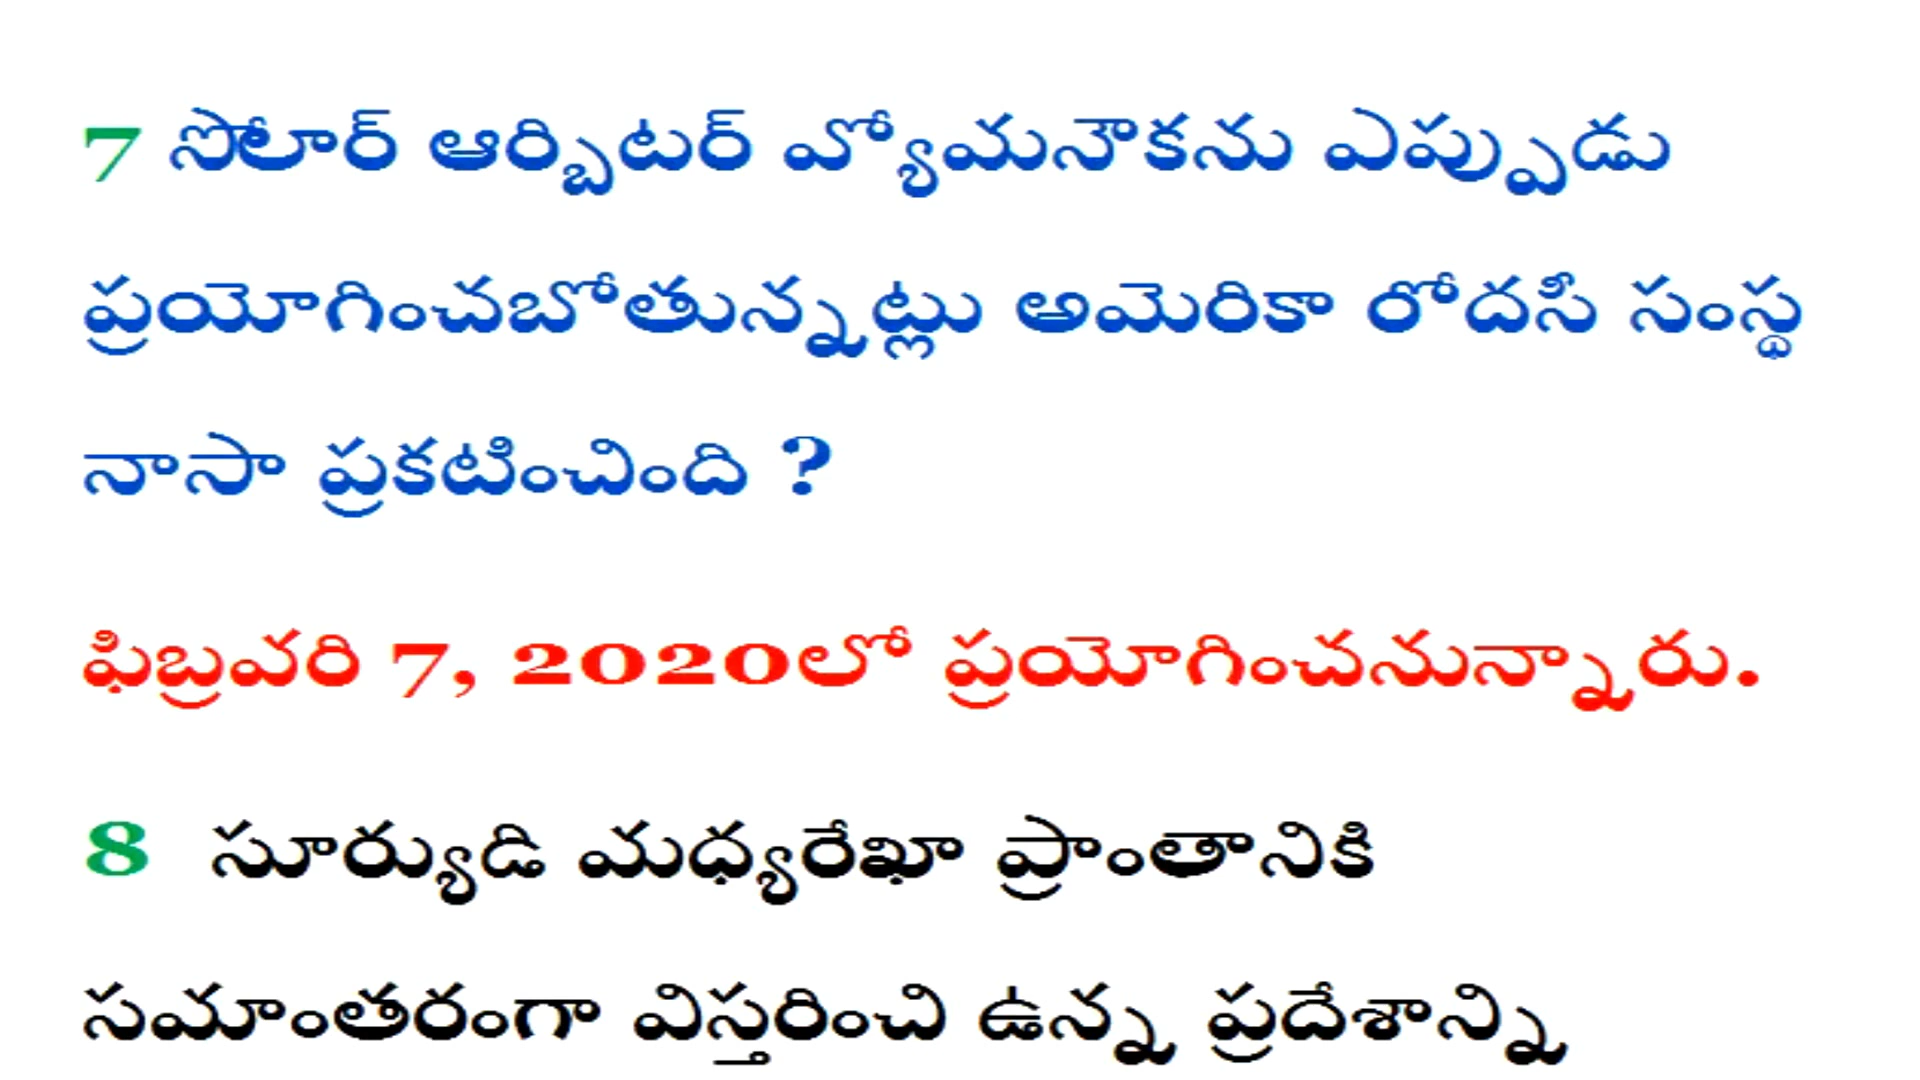 7 సోలార్ ఆర్బిటర్ వ్యోమనౌకను ఎప్పుడు
ప్రయోగించబోతున్నట్లు అమెరికా రోదసీ సంస్థ
నాసా ప్రకటించింది ?
ఫిబ్రవరి 7, 2020లో ప్రయోగించనున్నారు.
8 సూర్యుడి మధ్యరేఖా ప్రాంతానికి
సమాంతరంగా విస్తరించి ఉన్న ప్రదేశాన్ని